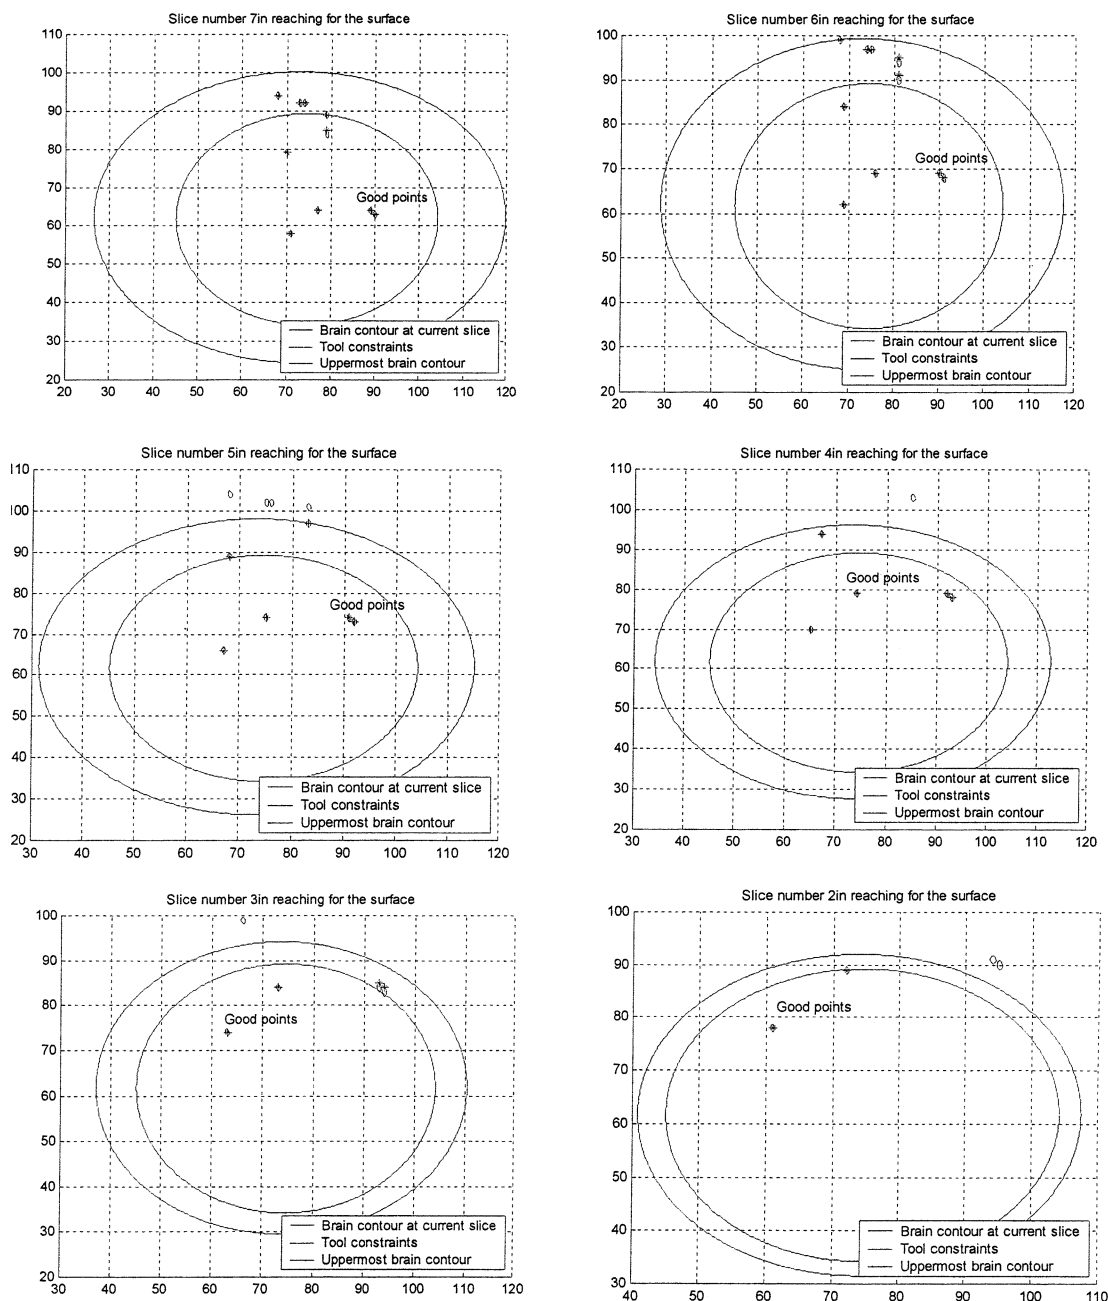 Slice number 7in reaching for the surface
110
100
90
80
70
60
50
40
30
20
Good points
Brain contour at current slice
Tool constraints
Uppermost brain contour
20 30 40 50 60 70 80 90 100 110 120
Slice number 6in reaching for the surface
100
90
80
70
60
50
40
30
20
Good points
Brain contour at current slice
Tool constraints
Uppermost brain contour
20 30 40 50 60 70 80 90 100 110 120
Slice number 5in reaching for the surface
110
100
90
80
70
60
50
40
30
20
Good points
Brain contour at current slice
Tool constraints
Uppermost brain contour
30 40 50 60 70 80 90 100 110 120
Slice number 4in reaching for the surface
110
100
90
80
70
60
50
40
30
20
Good points
Brain contour at current slice
Tool constraints
Uppermost brain contour
30 40 50 60 70 80 90 100 110 120
Slice number 3in reaching for the surface
100
90
80
70
60
50
40
30
20
Good points
Brain contour at current slice
Tool constraints
Uppermost brain contour
30 40 50 60 70 80 90 100 110 120
Slice number 2in reaching for the surface
100
90
80
70
60
50
40
30
Good points
Brain contour at current slice
Tool constraints
Uppermost brain contour
40 50 60 70 80 90 100 110